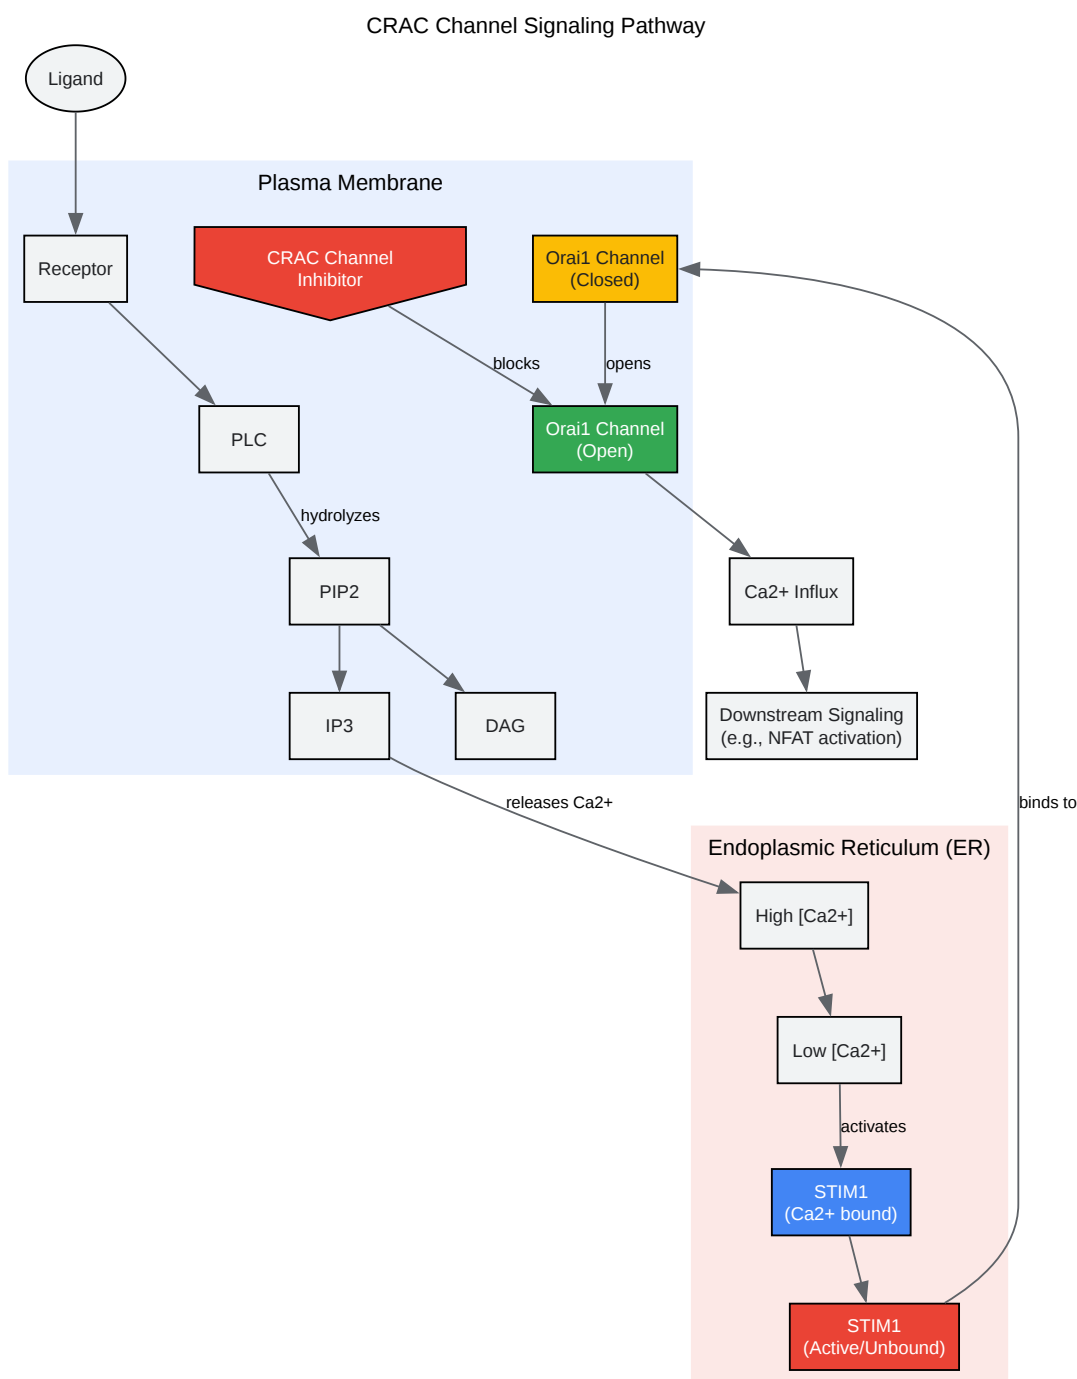 CRAC Channel Signaling Pathway
Ligand
Plasma Membrane
Receptor
CRAC Channel
Inhibitor
Orai1 Channel
(Closed)
blocks
opens
PLC
Orai1 Channel
(Open)
hydrolyzes
PIP2
Ca2+ Influx
IP3
DAG
Downstream Signaling
(e.g., NFAT activation)
releases Ca2+
binds to
Endoplasmic Reticulum (ER)
High [Ca2+]
Low [Ca2+]
activates
STIM1
(Ca2+ bound)
STIM1
(Active/Unbound)